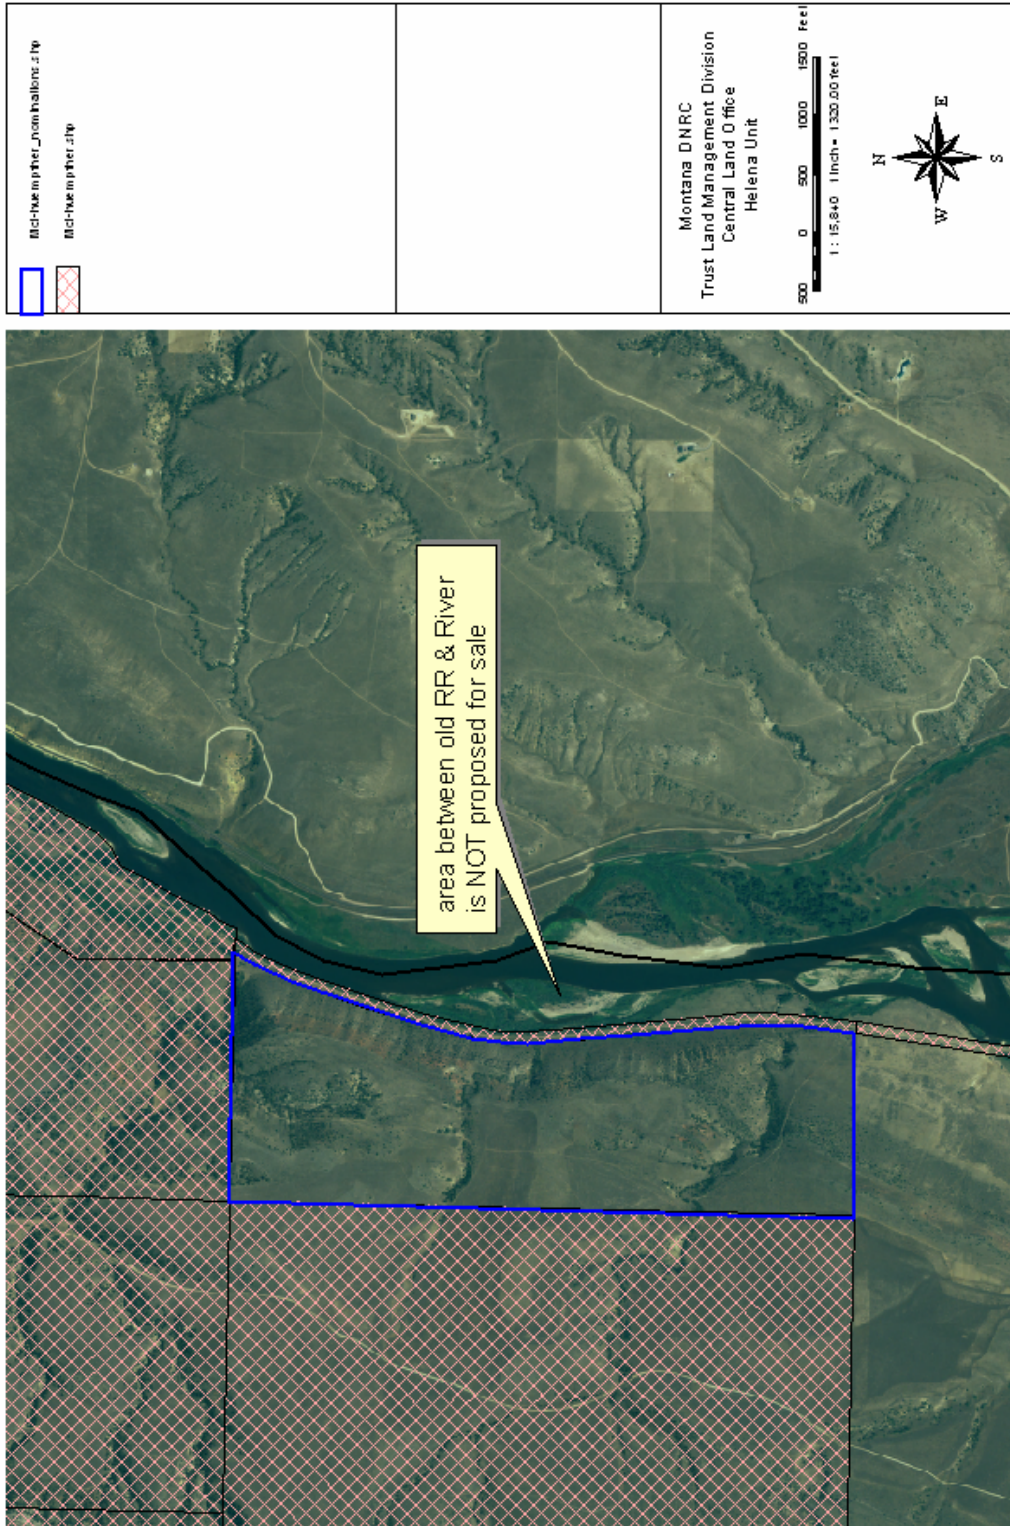 Mcl-huempther_nominations.shp
Mcl-huempther.shp
area between old RR & River
is NOT proposed for sale
Montana DNRC
Trust Land Management Division
Central Land Office
Helena Unit
500 0 500 1000 1500 Feet
1 : 15,840 1 Inch = 1320.00 feet
N
W E
S